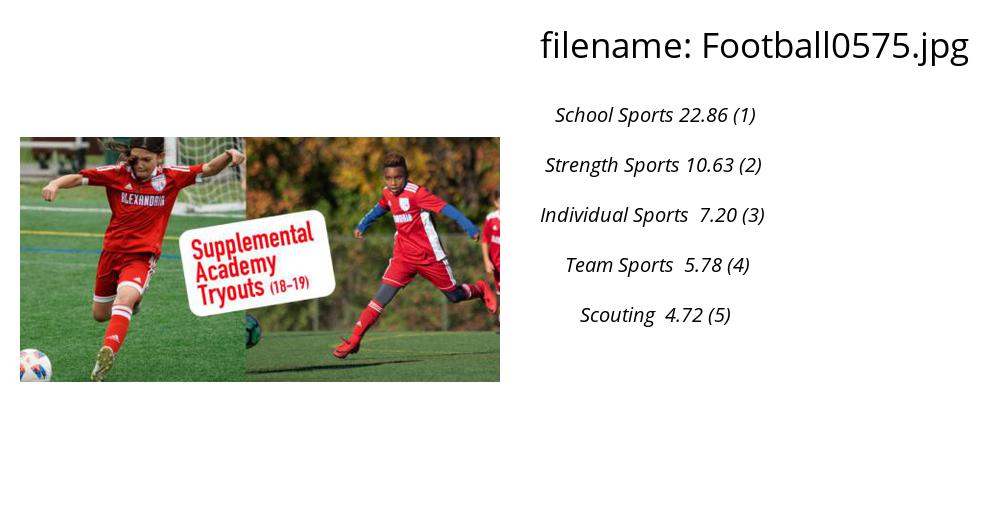 filename: Football0575.jpg
School Sports 22.86 (1)
Strength Sports 10.63 (2)
Individual Sports 7.20 (3)
Team Sports 5.78 (4)
Scouting 4.72 (5)
ALEXANDRIA
Supplemental
Academy
Tryouts (18-19)